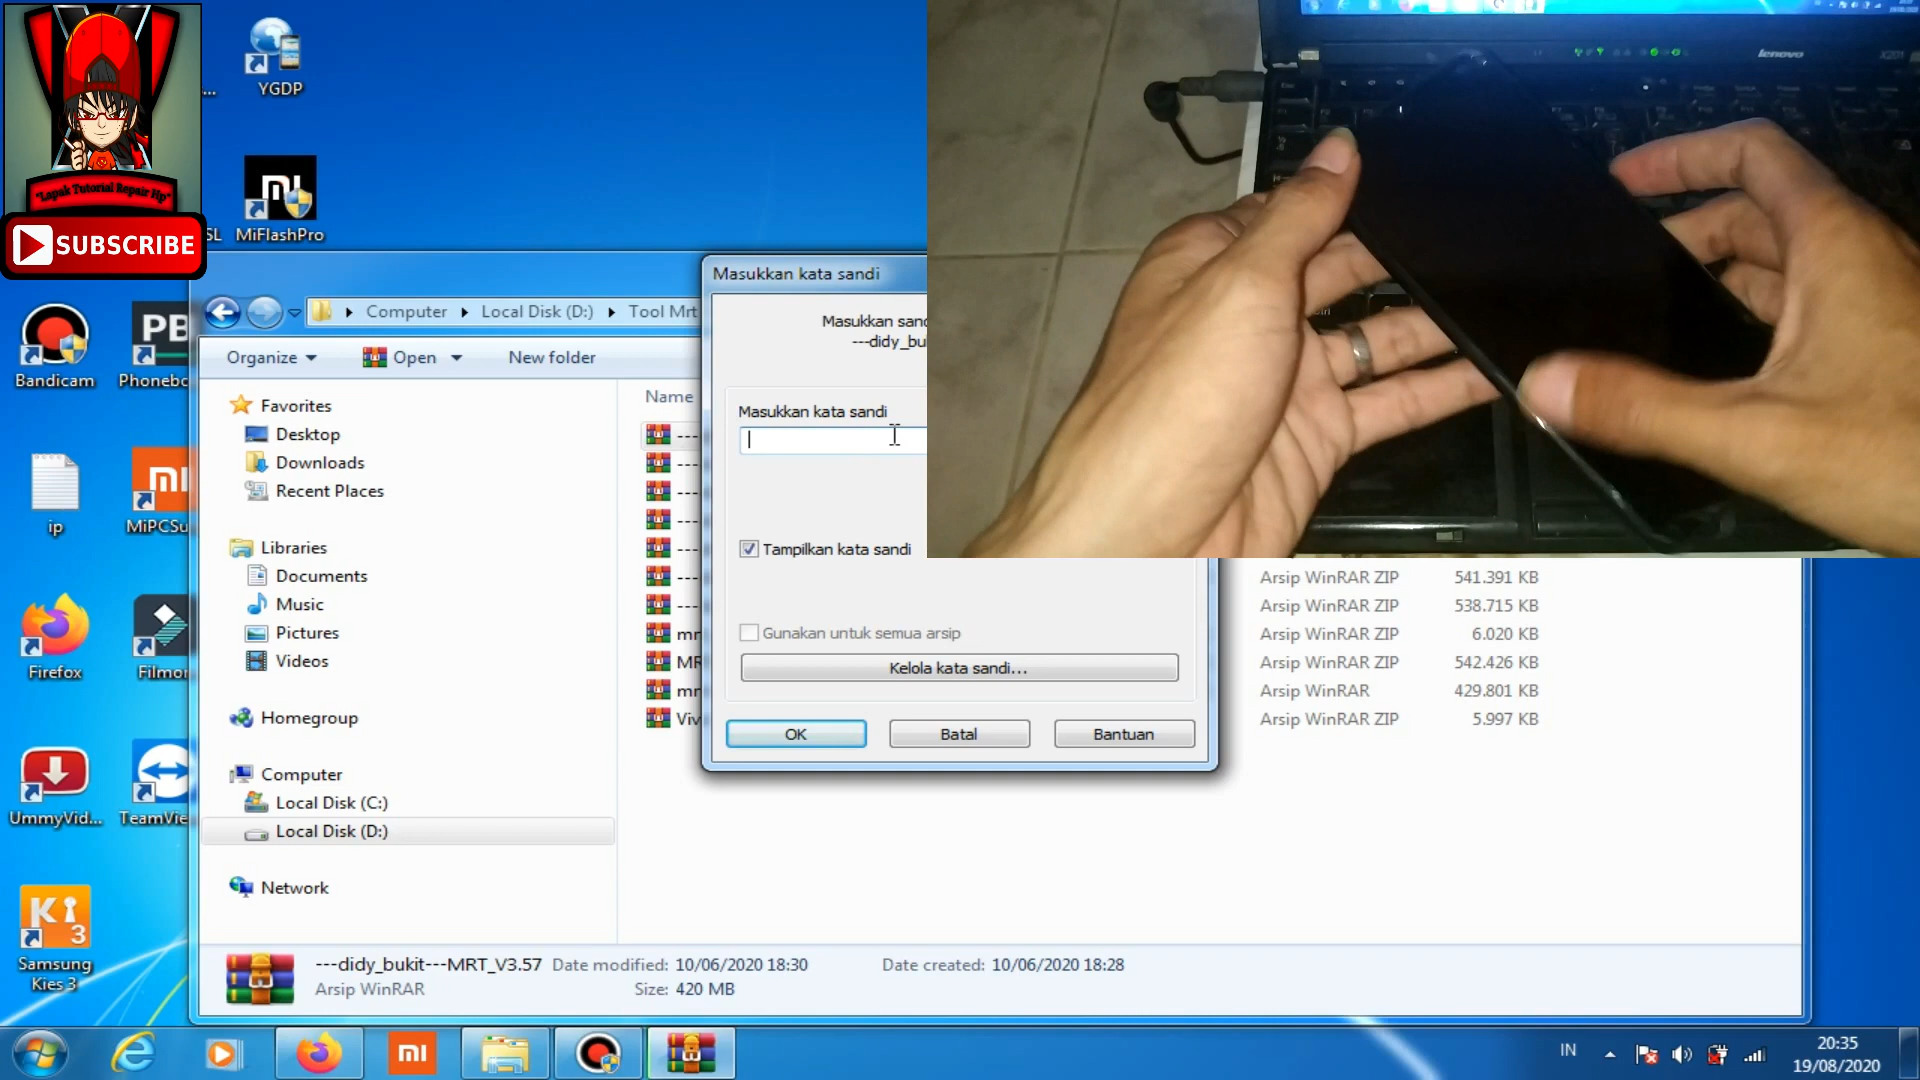 YGDP
MiFlashPro
"Lapak Tutorial Repair Hp"
SUBSCRIBE
SL
Bandicam
ip
MiPCSu
Firefox
Filmor
UmmyVid...
TeamVie
Samsung
Kies 3
Computer
Local Disk (D:)
Tool Mrt
Organize
Open
New folder
Favorites
Desktop
Downloads
Recent Places
Libraries
Documents
Music
Pictures
Videos
Homegroup
Computer
Local Disk (C:)
Local Disk (D:)
Network
Name
Masukkan kata sandi
---didy_bu
Masukkan kata sandi
Tampilkan kata sandi
Gunakan untuk semua arsip
Kelola kata sandi...
OK
Batal
Bantuan
Arsip WinRAR ZIP 541.391 KB
Arsip WinRAR ZIP 538.715 KB
Arsip WinRAR ZIP 6.020 KB
Arsip WinRAR ZIP 542.426 KB
Arsip WinRAR 429.801 KB
Arsip WinRAR ZIP 5.997 KB
lenovo
---didy_bukit---MRT_V3.57 Date modified: 10/06/2020 18:30 Date created: 10/06/2020 18:28
Arsip WinRAR Size: 420 MB
IN
20:35
19/08/2020